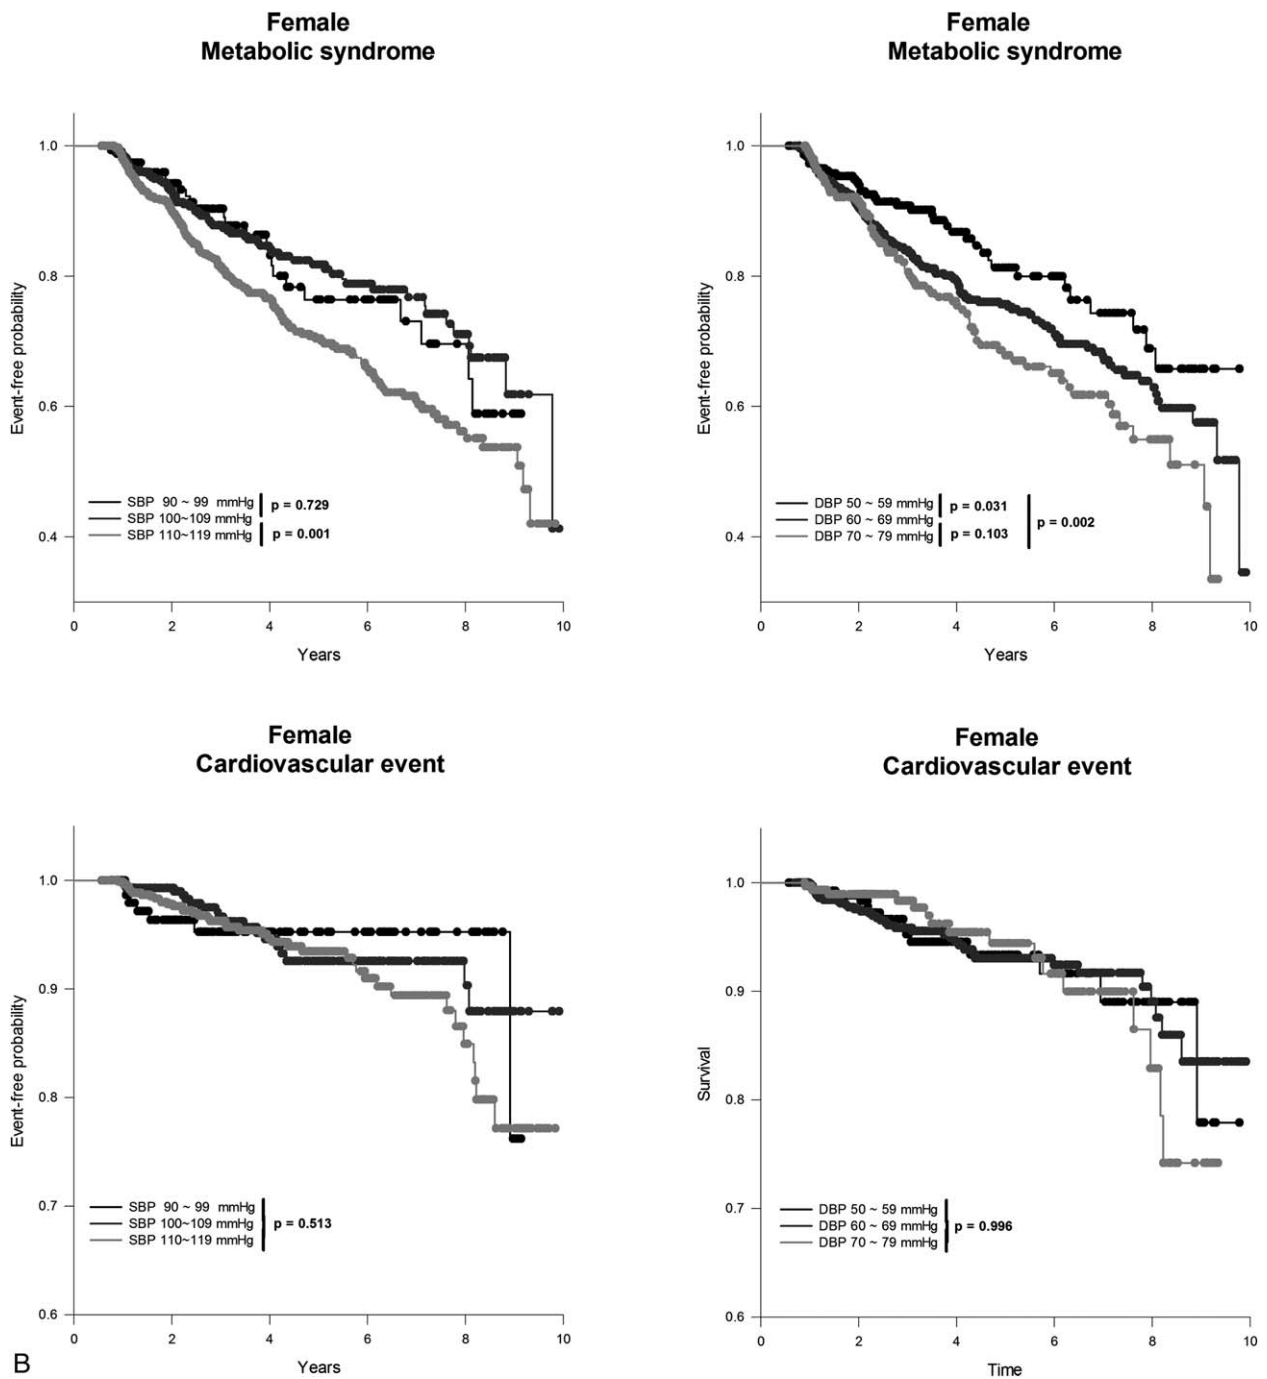 Female
Metabolic syndrome
Event-free probability
1.0
0.8
0.6
0.4
SBP 90 ~ 99 mmHg
SBP 100~109 mmHg
SBP 110~119 mmHg
p = 0.729
p = 0.001
0 2 4 6 8 10
Years
Female
Metabolic syndrome
Event-free probability
1.0
0.8
0.6
0.4
DBP 50 ~ 59 mmHg
DBP 60 ~ 69 mmHg
DBP 70 ~ 79 mmHg
p = 0.031
p = 0.103
p = 0.002
0 2 4 6 8 10
Years
Female
Cardiovascular event
Event-free probability
1.0
0.9
0.8
0.7
0.6
SBP 90 ~ 99 mmHg
SBP 100~109 mmHg
SBP 110~119 mmHg
p = 0.513
0 2 4 6 8 10
Years
Female
Cardiovascular event
Survival
1.0
0.9
0.8
0.7
0.6
DBP 50 ~ 59 mmHg
DBP 60 ~ 69 mmHg
DBP 70 ~ 79 mmHg
p = 0.996
0 2 4 6 8 10
Time
B